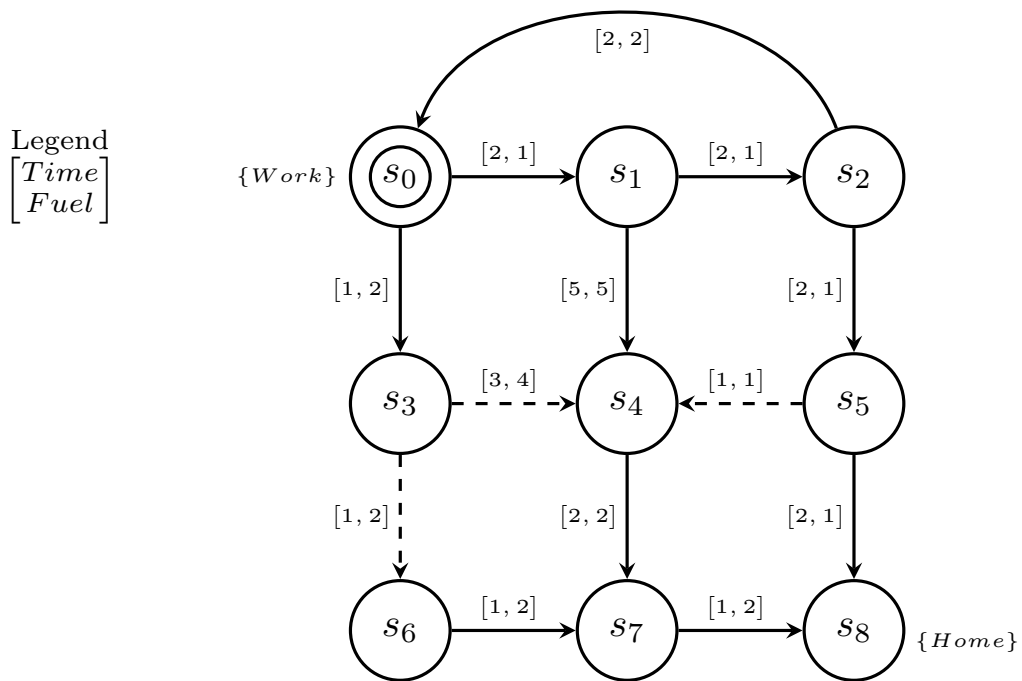 [2, 2]
Legend
[Time
Fuel]
{Work}
s0
[2, 1]
s1
[2, 1]
s2
[1, 2]
[5, 5]
[2, 1]
s3
[3, 4]
s4
[1, 1]
s5
[1, 2]
[2, 2]
[2, 1]
s6
[1, 2]
s7
[1, 2]
s8
{Home}